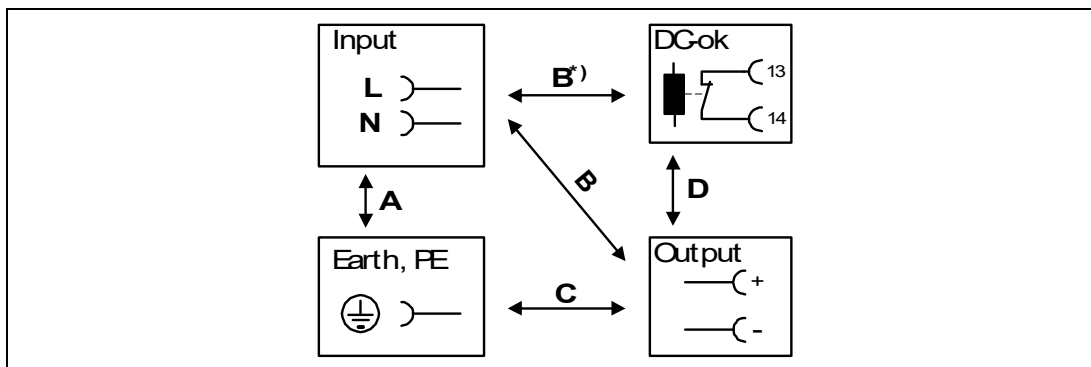 Input
L
N
B*)
DC-ok
13
14
A
B
D
Earth, PE
C
Output
+
-